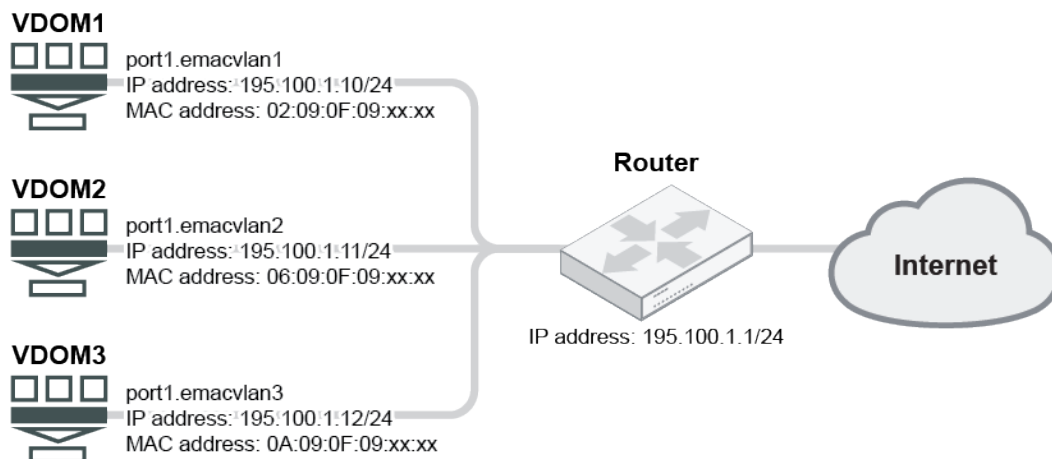 VDOM1
port1.emacvlan1
IP address: 195.100.1.10/24
MAC address: 02:09:0F:09:xx:xx
VDOM2
port1.emacvlan2
IP address: 195.100.1.11/24
MAC address: 06:09:0F:09:xx:xx
VDOM3
port1.emacvlan3
IP address: 195.100.1.12/24
MAC address: 0A:09:0F:09:xx:xx
Router
IP address: 195.100.1.1/24
Internet